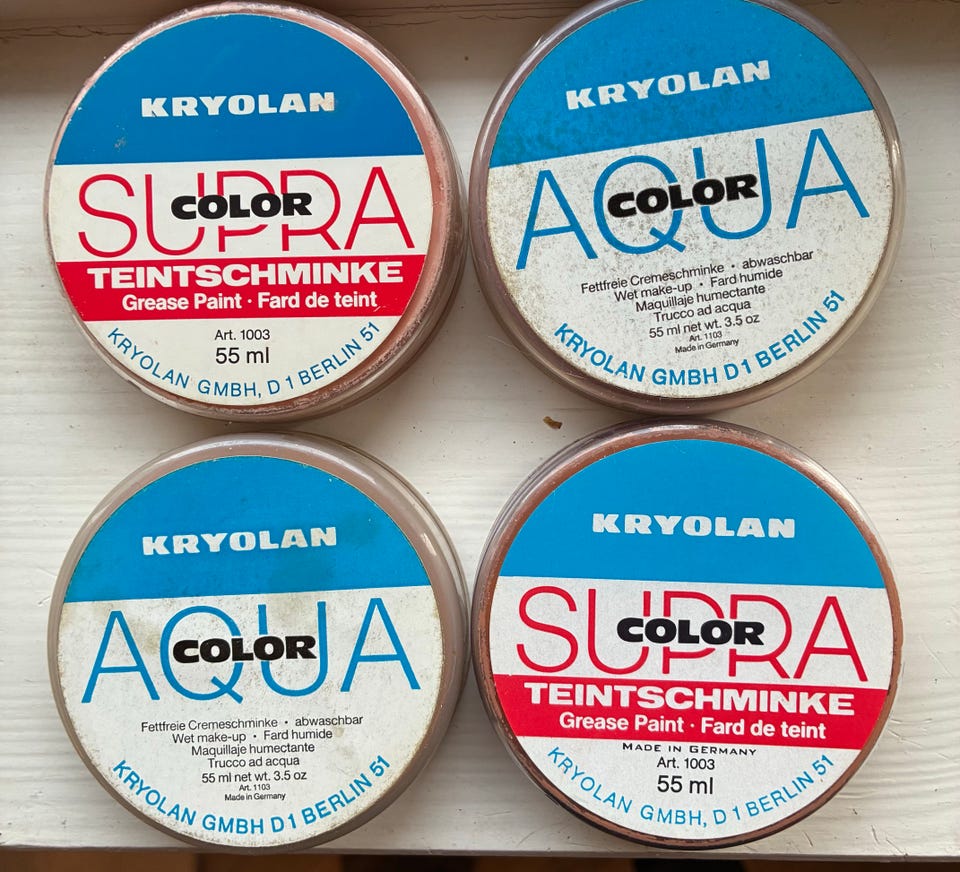 KRYOLAN
SUPRA
COLOR
TEINTSCHMINKE
Grease Paint · Fard de teint
Art. 1003
55 ml
KRYOLAN GMBH, D 1 BERLIN 51
KRYOLAN
AQUA
COLOR
Fettfreie Cremeschminke • abwaschbar
Wet make-up • Fard humide
Maquillaje humectante
Trucco ad acqua
55 ml net wt. 3.5 oz
Art. 1103
Made in Germany
KRYOLAN GMBH D 1 BERLIN 51
KRYOLAN
AQUA
COLOR
Fettfreie Cremeschminke • abwaschbar
Wet make-up • Fard humide
Maquillaje humectante
Trucco ad acqua
55 ml net wt. 3.5 oz
Art. 1103
Made in Germany
KRYOLAN GMBH D 1 BERLIN 51
KRYOLAN
SUPRA
COLOR
TEINTSCHMINKE
Grease Paint · Fard de teint
MADE IN GERMANY
Art. 1003
55 ml
KRYOLAN GMBH, D 1 BERLIN 51